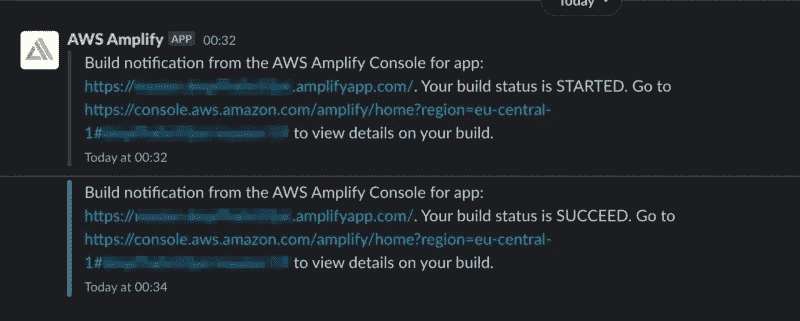 Today
AWS Amplify APP 00:32
Build notification from the AWS Amplify Console for app:
https:// .amplifyapp.com/. Your build status is STARTED. Go to
https://console.aws.amazon.com/amplify/home?region=eu-central-
1# to view details on your build.
Today at 00:32
Build notification from the AWS Amplify Console for app:
https:// .amplifyapp.com/. Your build status is SUCCEED. Go to
https://console.aws.amazon.com/amplify/home?region=eu-central-
1# to view details on your build.
Today at 00:34